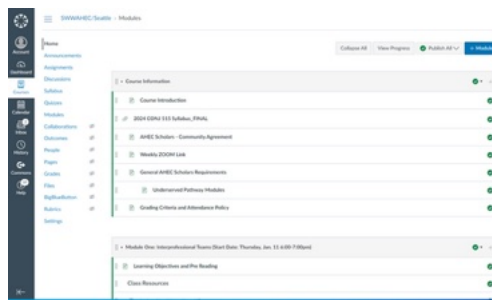 SWWAHEC/Seattle › Modules
Account
Dashboard
Courses
Calendar
Inbox
History
Commons
Help
Home
Announcements
Assignments
Discussions
Syllabus
Quizzes
Modules
Collaborations
Outcomes
People
Pages
Grades
Files
BigBlueButton
Rubrics
Settings
Collapse All
View Progress
Publish All
+ Module
Course Information
Course Introduction
AHEC Scholars - Community Agreement
Weekly ZOOM Link
General AHEC Scholars Requirements
Underserved Pathway Modules
Grading Criteria and Attendance Policy
Module One: Interprofessional Teams (Start Date: Thursday, Jan. 11 6:00-7:00pm)
Learning Objectives and Pre Reading
Class Resources